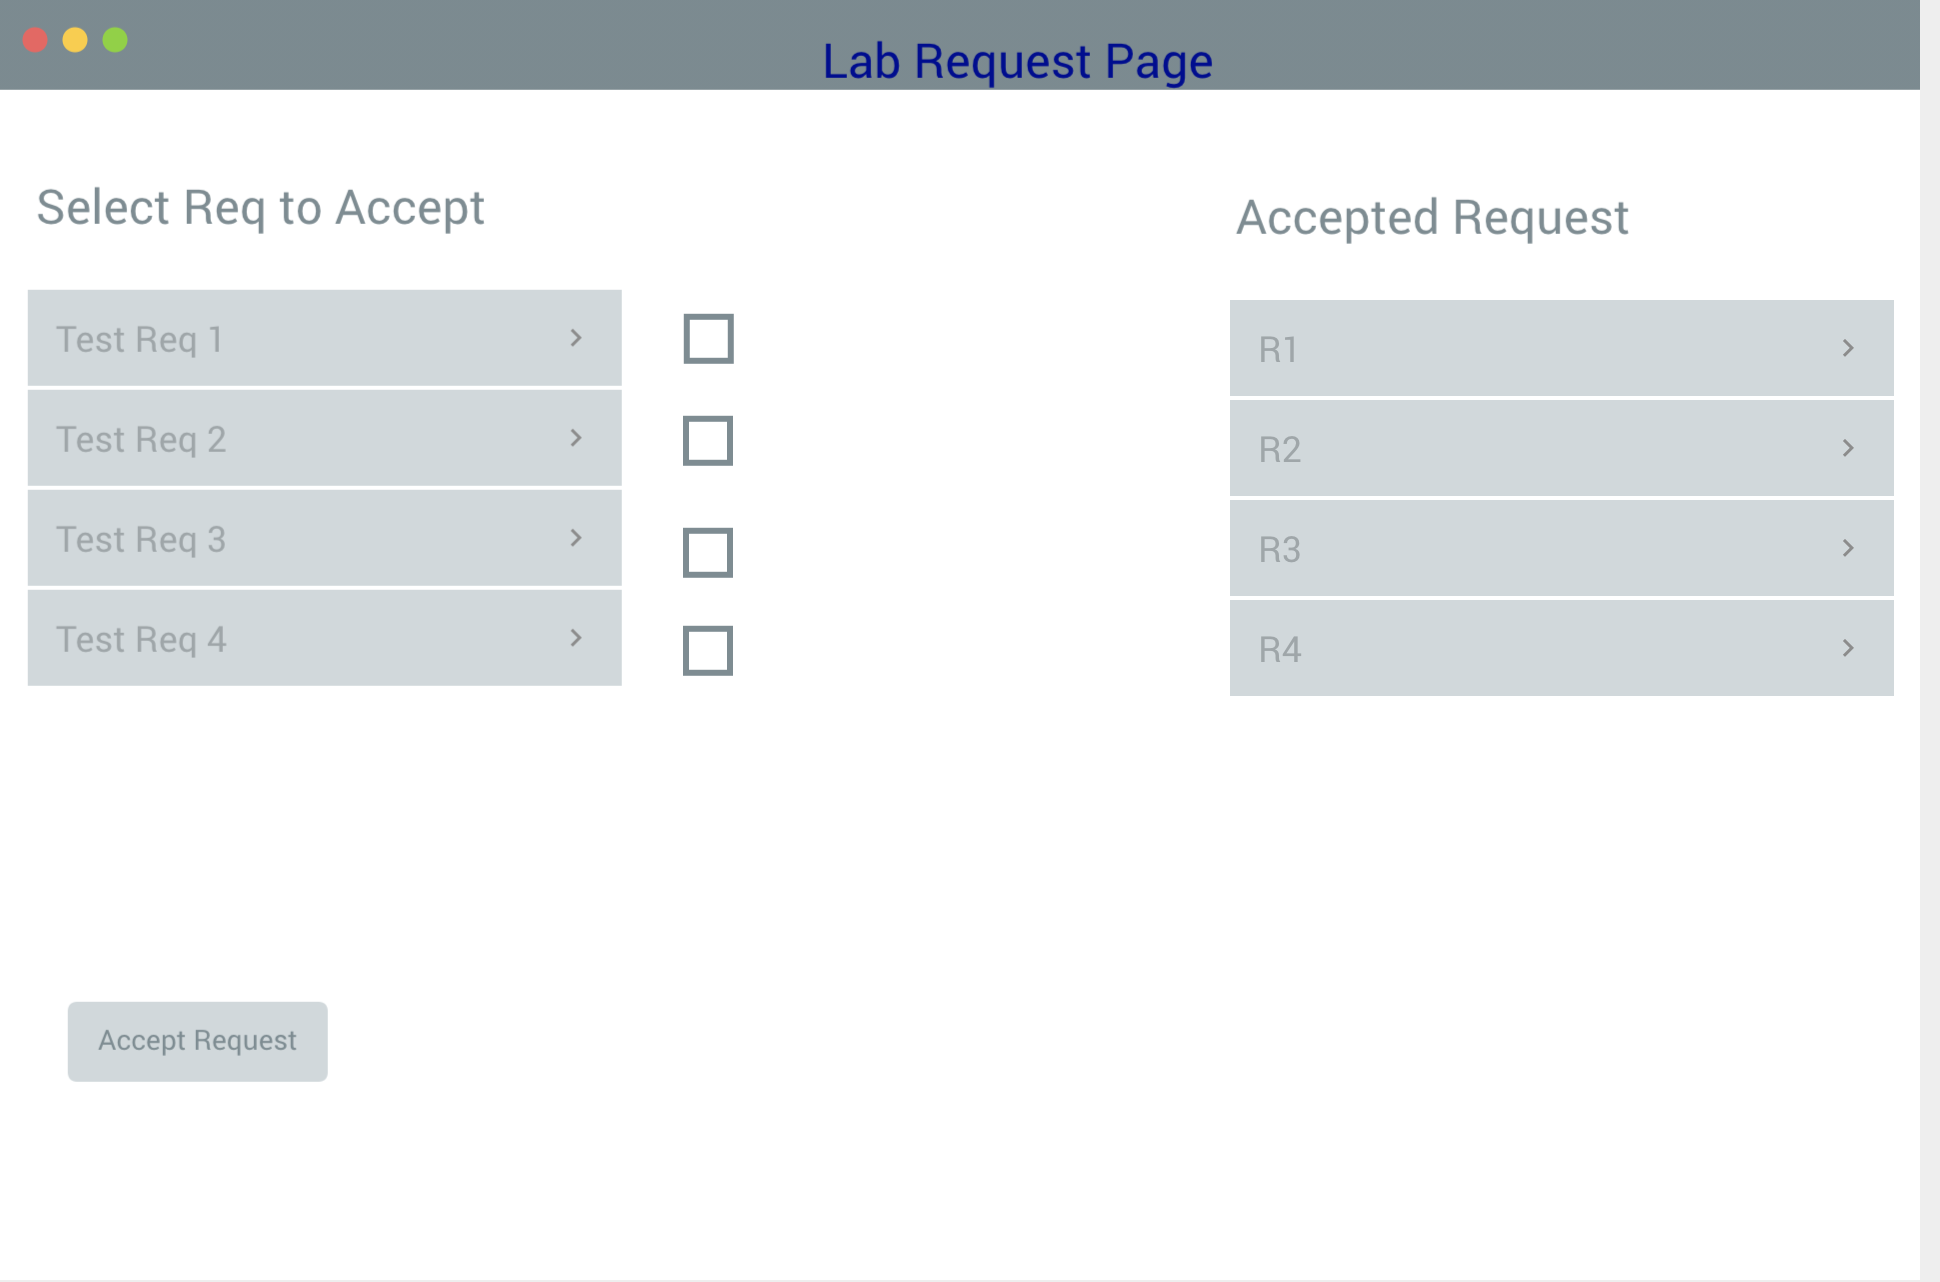 Lab Request Page
Select Req to Accept
Test Req 1
Test Req 2
Test Req 3
Test Req 4
Accepted Request
R1
R2
R3
R4
Accept Request